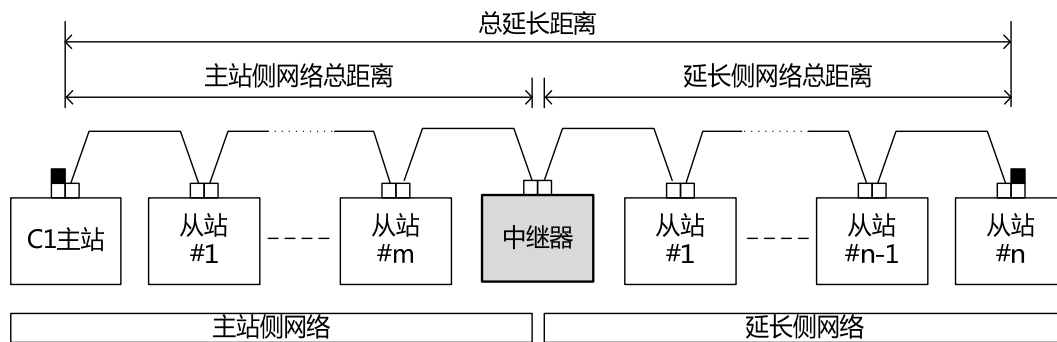 总延长距离
主站侧网络总距离
延长侧网络总距离
C1主站
从站
#1
从站
#m
中继器
从站
#1
从站
#n-1
从站
#n
主站侧网络
延长侧网络